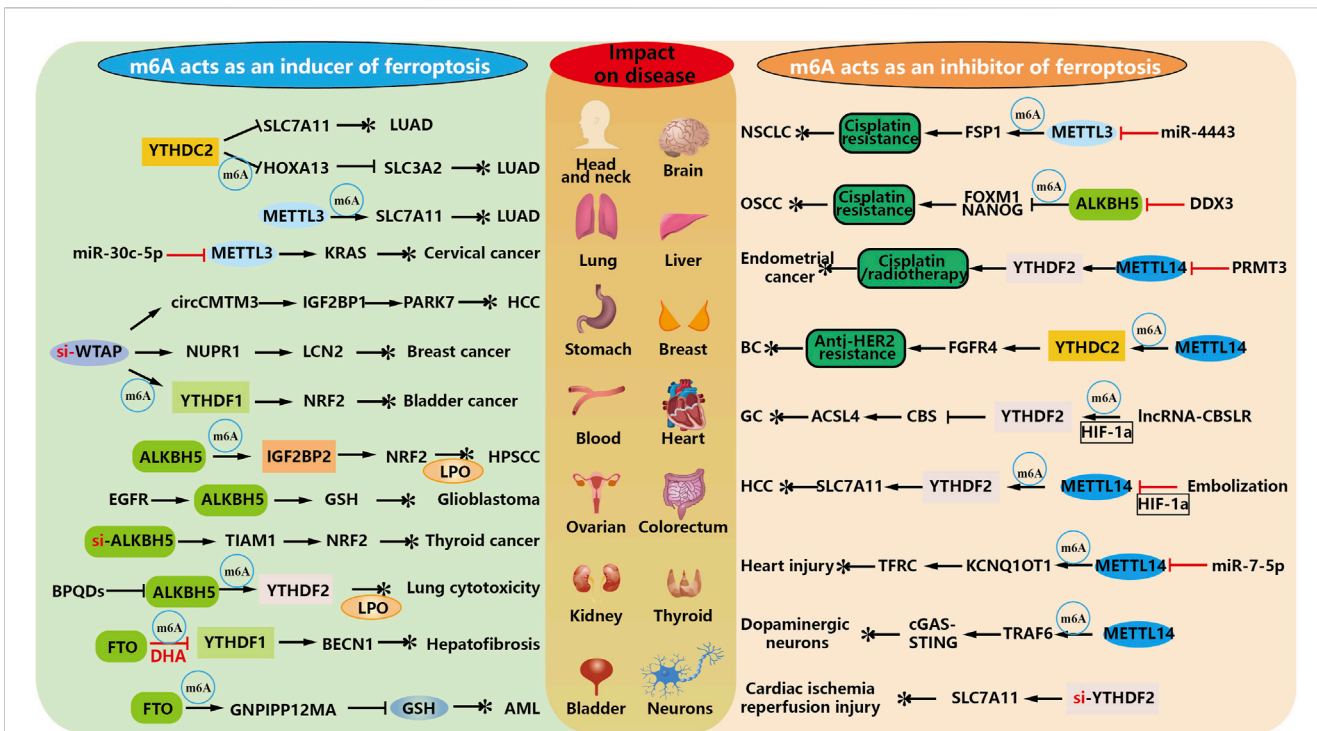 m6A acts as an inducer of ferroptosis
YTHDC2
SLC7A11
LUAD
m6A
HOXA13
SLC3A2
LUAD
METTL3
m6A
SLC7A11
LUAD
miR-30c-5p
METTL3
KRAS
Cervical cancer
circCMTM3
IGF2BP1
PARK7
HCC
si-WTAP
NUPR1
LCN2
Breast cancer
m6A
YTHDF1
NRF2
Bladder cancer
ALKBH5
m6A
IGF2BP2
NRF2
LPO
HPSCC
EGFR
ALKBH5
GSH
Glioblastoma
si-ALKBH5
TIAM1
NRF2
Thyroid cancer
BPQDs
ALKBH5
m6A
YTHDF2
LPO
Lung cytotoxicity
FTO
m6A
DHA
YTHDF1
BECN1
Hepatofibrosis
FTO
m6A
GNPIPP12MA
GSH
AML
Impact
on disease
Head
and neck
Brain
Lung
Liver
Stomach
Breast
Blood
Heart
Ovarian
Colorectum
Kidney
Thyroid
Bladder
Neurons
m6A acts as an inhibitor of ferroptosis
NSCLC
Cisplatin
resistance
FSP1
m6A
METTL3
miR-4443
OSCC
Cisplatin
resistance
FOXM1
NANOG
m6A
ALKBH5
DDX3
Endometrial
cancer
Cisplatin
/radiotherapy
YTHDF2
METTL14
PRMT3
BC
Antj-HER2
resistance
FGFR4
YTHDC2
m6A
METTL14
GC
ACSL4
CBS
YTHDF2
m6A
HIF-1a
lncRNA-CBSLR
HCC
SLC7A11
YTHDF2
m6A
METTL14
HIF-1a
Embolization
Heart injury
TFRC
KCNQ1OT1
m6A
METTL14
miR-7-5p
Dopaminergic
neurons
cGAS-
STING
TRAF6
m6A
METTL14
Cardiac ischemia
reperfusion injury
SLC7A11
si-YTHDF2